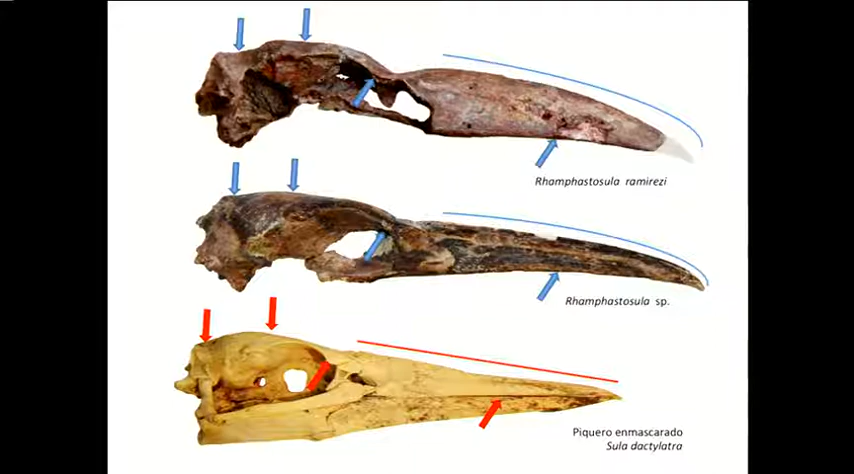 Rhamphastosula ramirezi
Rhamphastosula sp.
Piquero enmascarado
Sula dactylatra